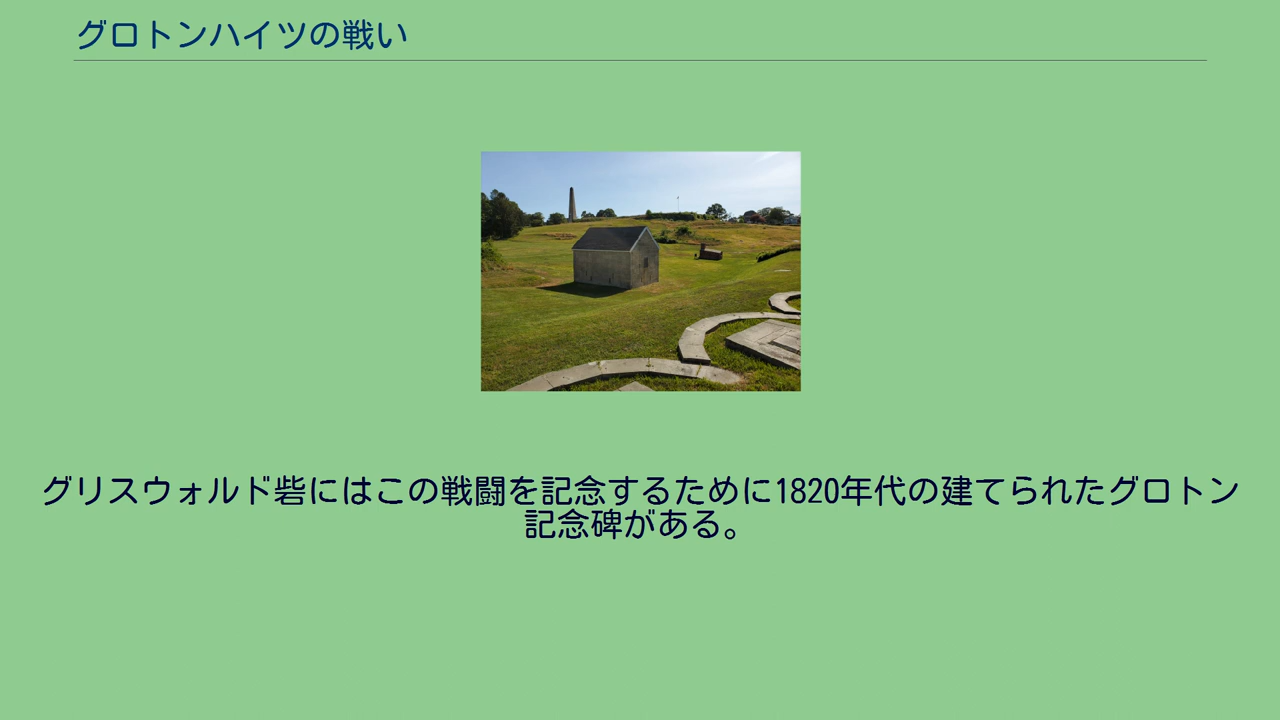 グロトンハイツの戦い
グリスウォルド砦にはこの戦闘を記念するために1820年代の建てられたグロトン
記念碑がある。